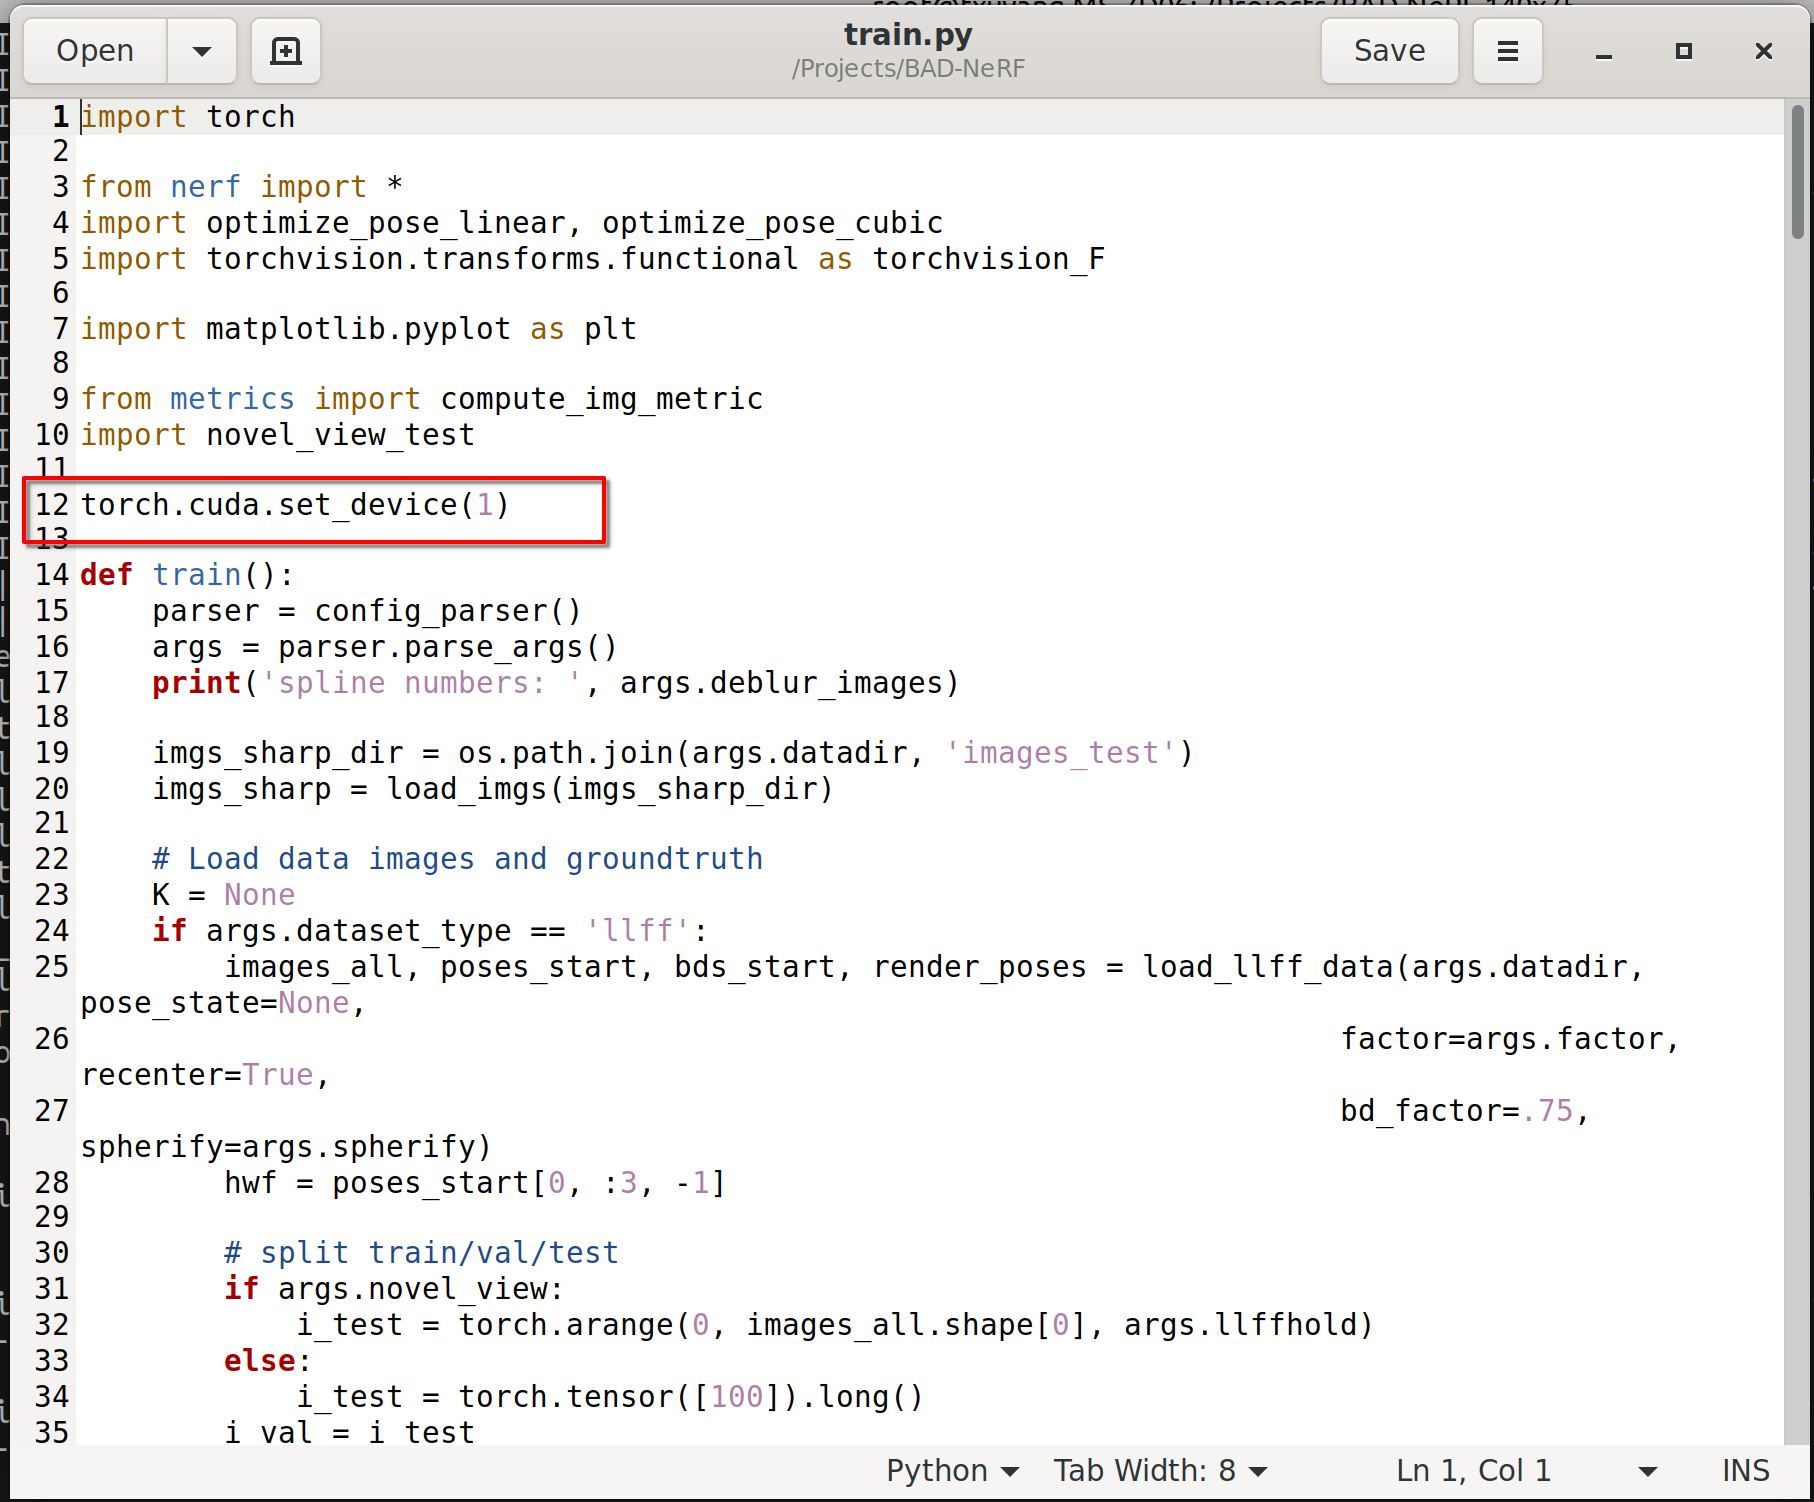 Open
train.py
/Projects/BAD-NeRF
Save
1 import torch
2
3 from nerf import *
4 import optimize_pose_linear, optimize_pose_cubic
5 import torchvision.transforms.functional as torchvision_F
6
7 import matplotlib.pyplot as plt
8
9 from metrics import compute_img_metric
10 import novel_view_test
11
12 torch.cuda.set_device(1)
13
14 def train():
15     parser = config_parser()
16     args = parser.parse_args()
17     print('spline numbers: ', args.deblur_images)
18
19     imgs_sharp_dir = os.path.join(args.datadir, 'images_test')
20     imgs_sharp = load_imgs(imgs_sharp_dir)
21
22     # Load data images and groundtruth
23     K = None
24     if args.dataset_type == 'llff':
25         images_all, poses_start, bds_start, render_poses = load_llff_data(args.datadir,
pose_state=None,
26                                                                       factor=args.factor,
recenter=True,
27                                                                       bd_factor=.75,
spherify=args.spherify)
28         hwf = poses_start[0, :3, -1]
29
30         # split train/val/test
31         if args.novel_view:
32             i_test = torch.arange(0, images_all.shape[0], args.llffhold)
33         else:
34             i_test = torch.tensor([100]).long()
35         i_val = i_test
Python Tab Width: 8 Ln 1, Col 1 INS